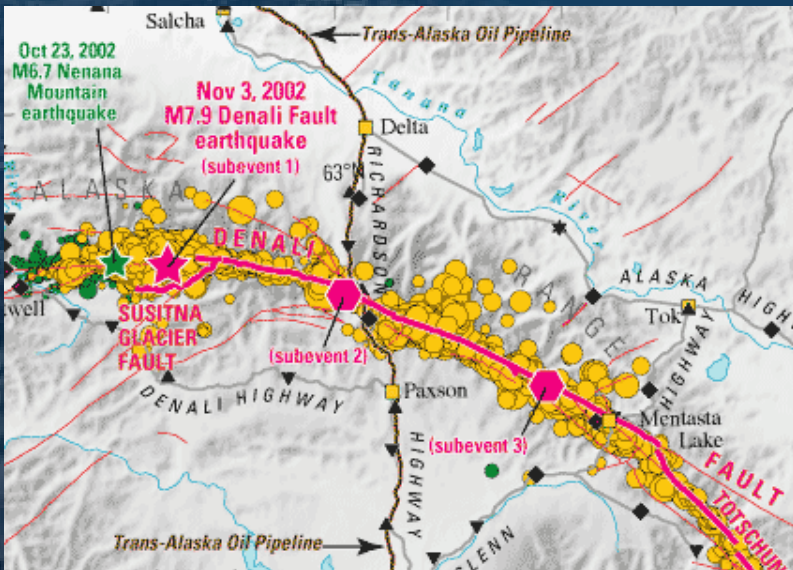 Salcha
Trans-Alaska Oil Pipeline
Oct 23, 2002
M6.7 Nenana
Mountain
earthquake
Nov 3, 2002
M7.9 Denali Fault
earthquake
(subevent 1)
Tanana
River
Delta
63°N
RICHARDSON
HIGHWAY
ALASKA
RANGE
DENALI
FAULT
ALASKA
HIGH
Tok
HIGHWAY
twell
SUSITNA
GLACIER
FAULT
(subevent 2)
DENALI HIGHWAY
Paxson
(subevent 3)
Mentasta
Lake
TOTSCHUN
GLENN
Trans-Alaska Oil Pipeline